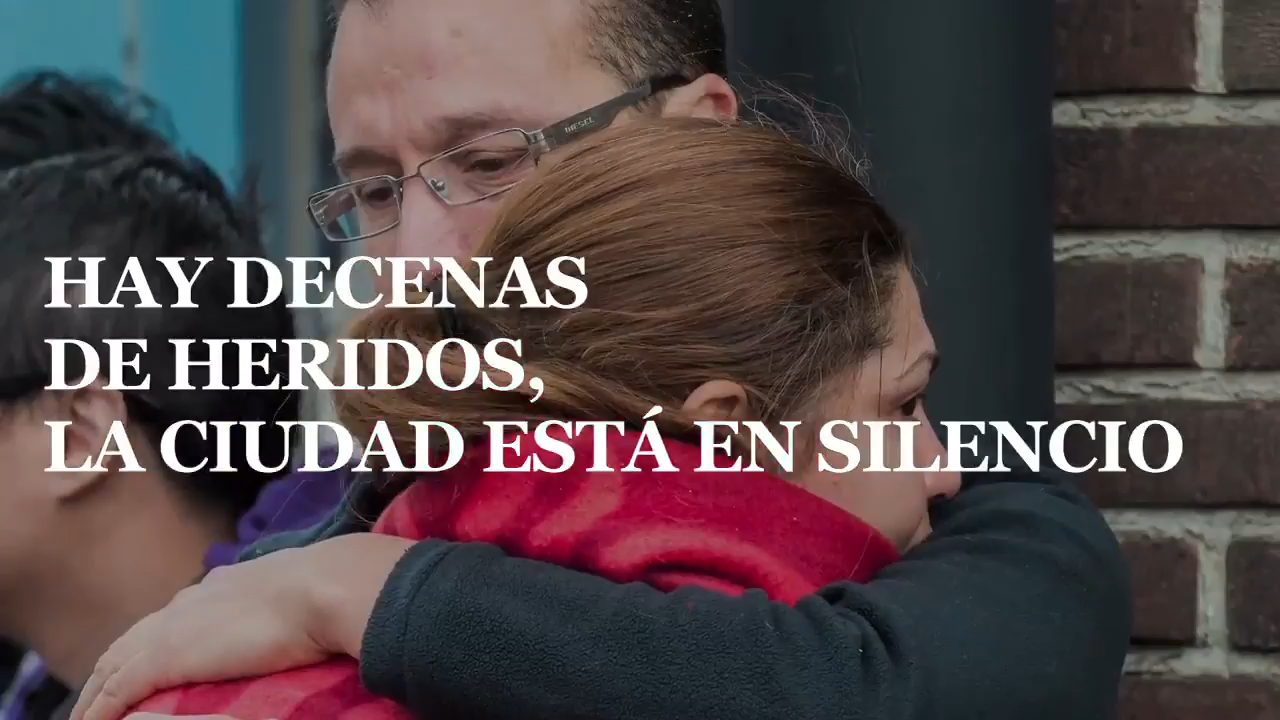 DIESEL
HAY DECENAS
DE HERIDOS,
LA CIUDAD ESTÁ EN SILENCIO